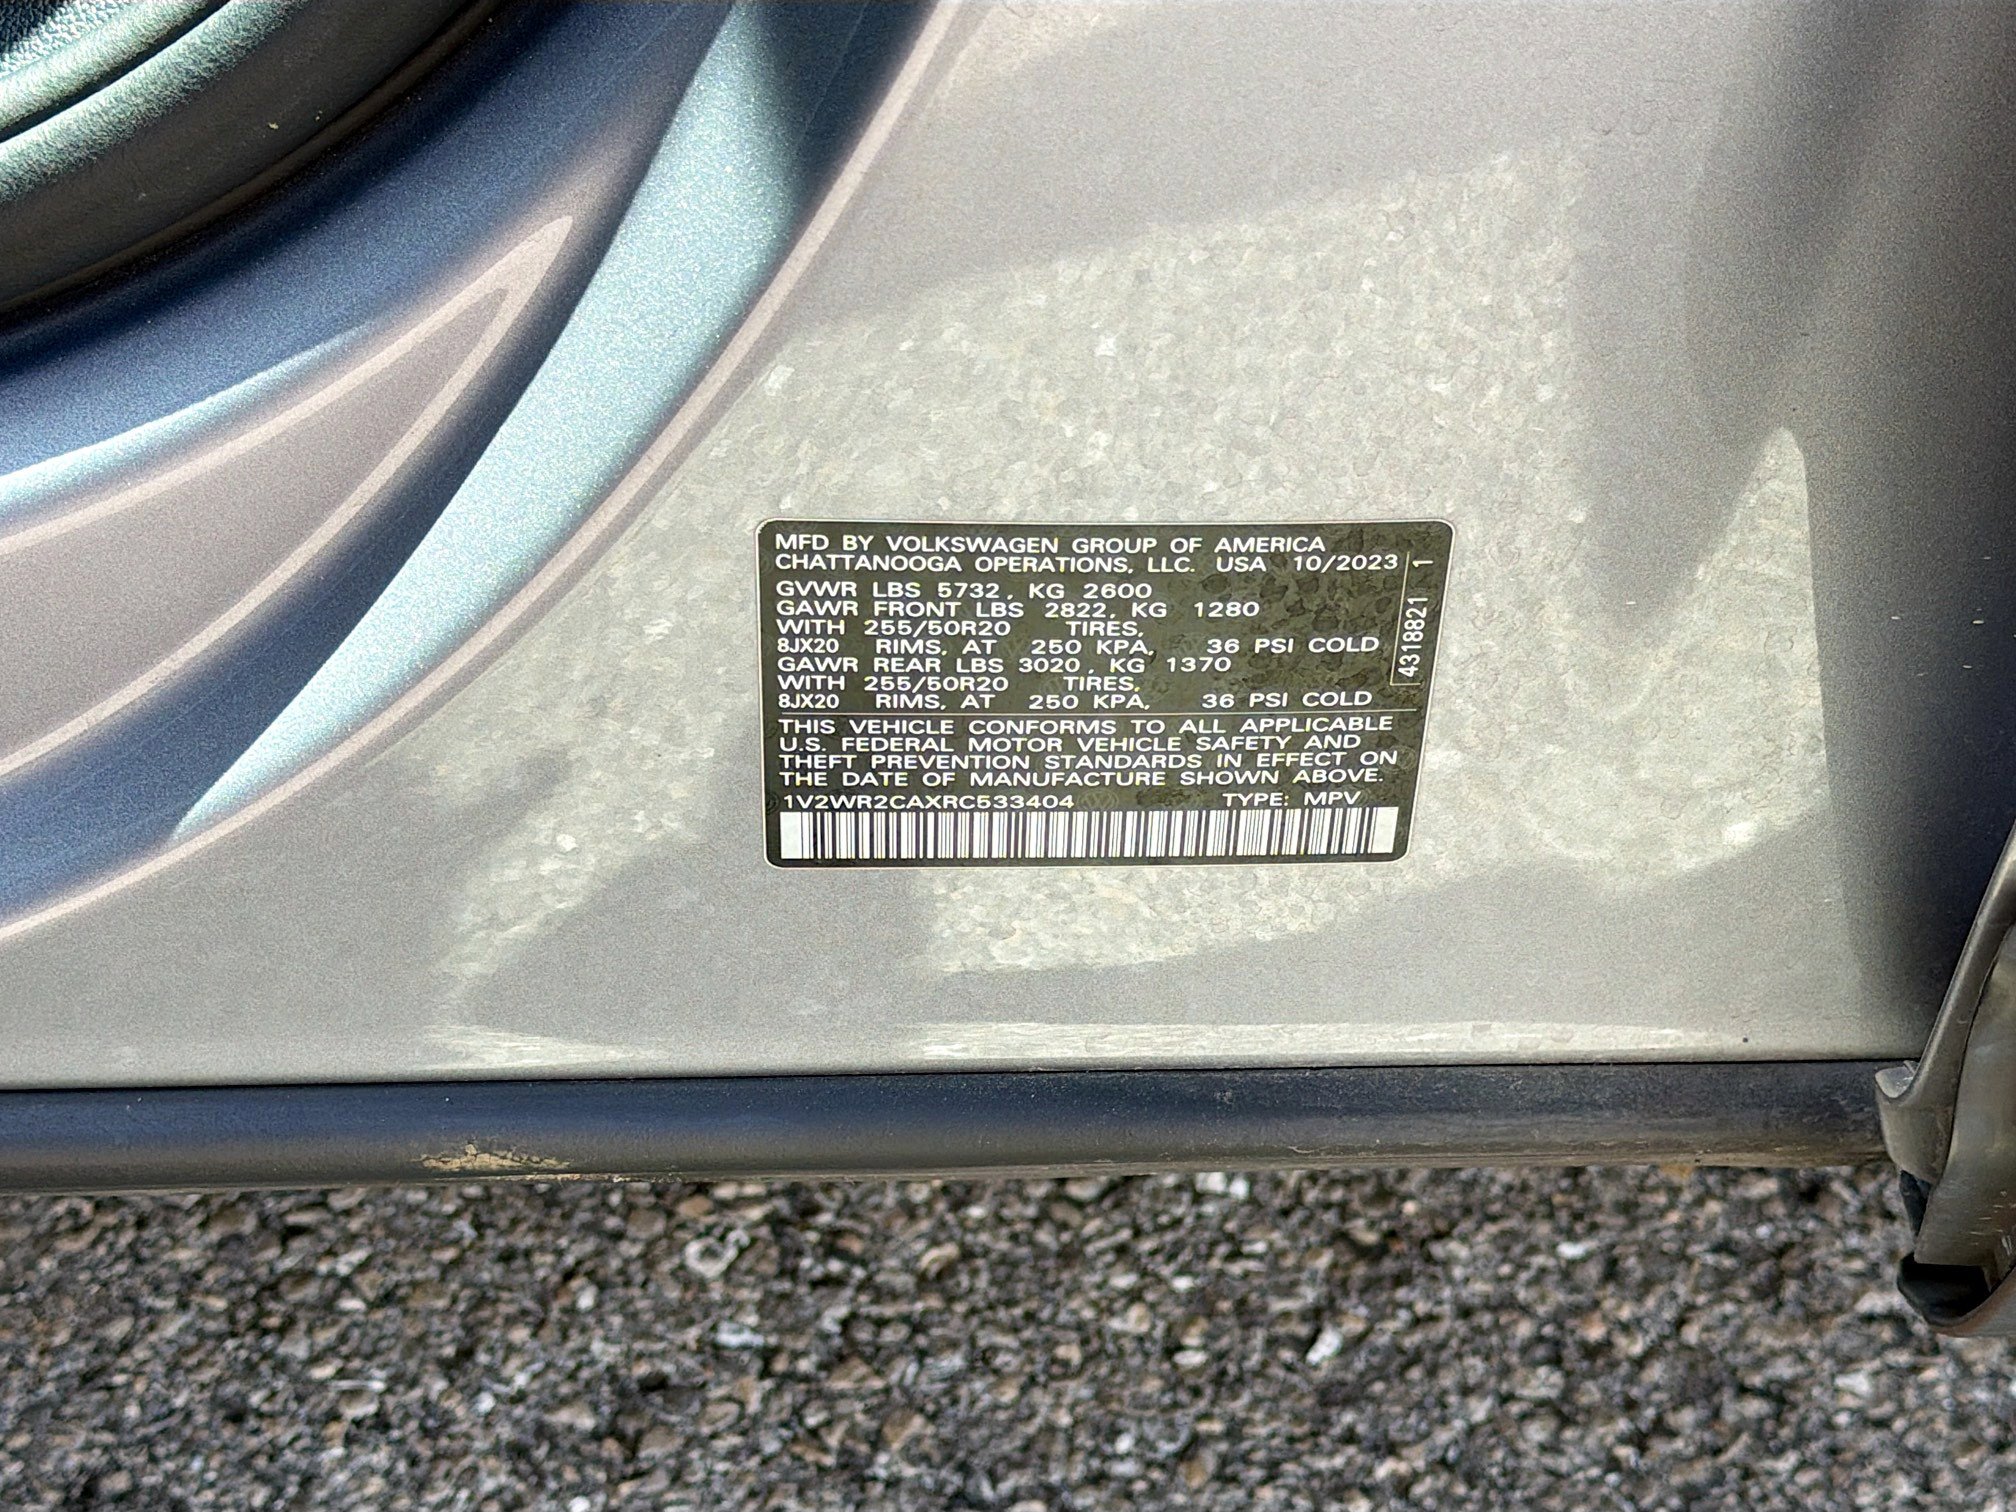 MFD BY VOLKSWAGEN GROUP OF AMERICA
CHATTANOOGA OPERATIONS, LLC. USA 10/2023
GVWR LBS 5732, KG 2600
GAWR FRONT LBS 2822, KG 1280
WITH 255/50R20 TIRES,
8JX20 RIMS, AT 250 KPA, 36 PSI COLD
GAWR REAR LBS 3020, KG 1370
WITH 255/50R20 TIRES,
8JX20 RIMS, AT 250 KPA, 36 PSI COLD
THIS VEHICLE CONFORMS TO ALL APPLICABLE
U.S. FEDERAL MOTOR VEHICLE SAFETY AND
THEFT PREVENTION STANDARDS IN EFFECT ON
THE DATE OF MANUFACTURE SHOWN ABOVE.
1V2WR2CAXRC533404 TYPE: MPV
4318821 1